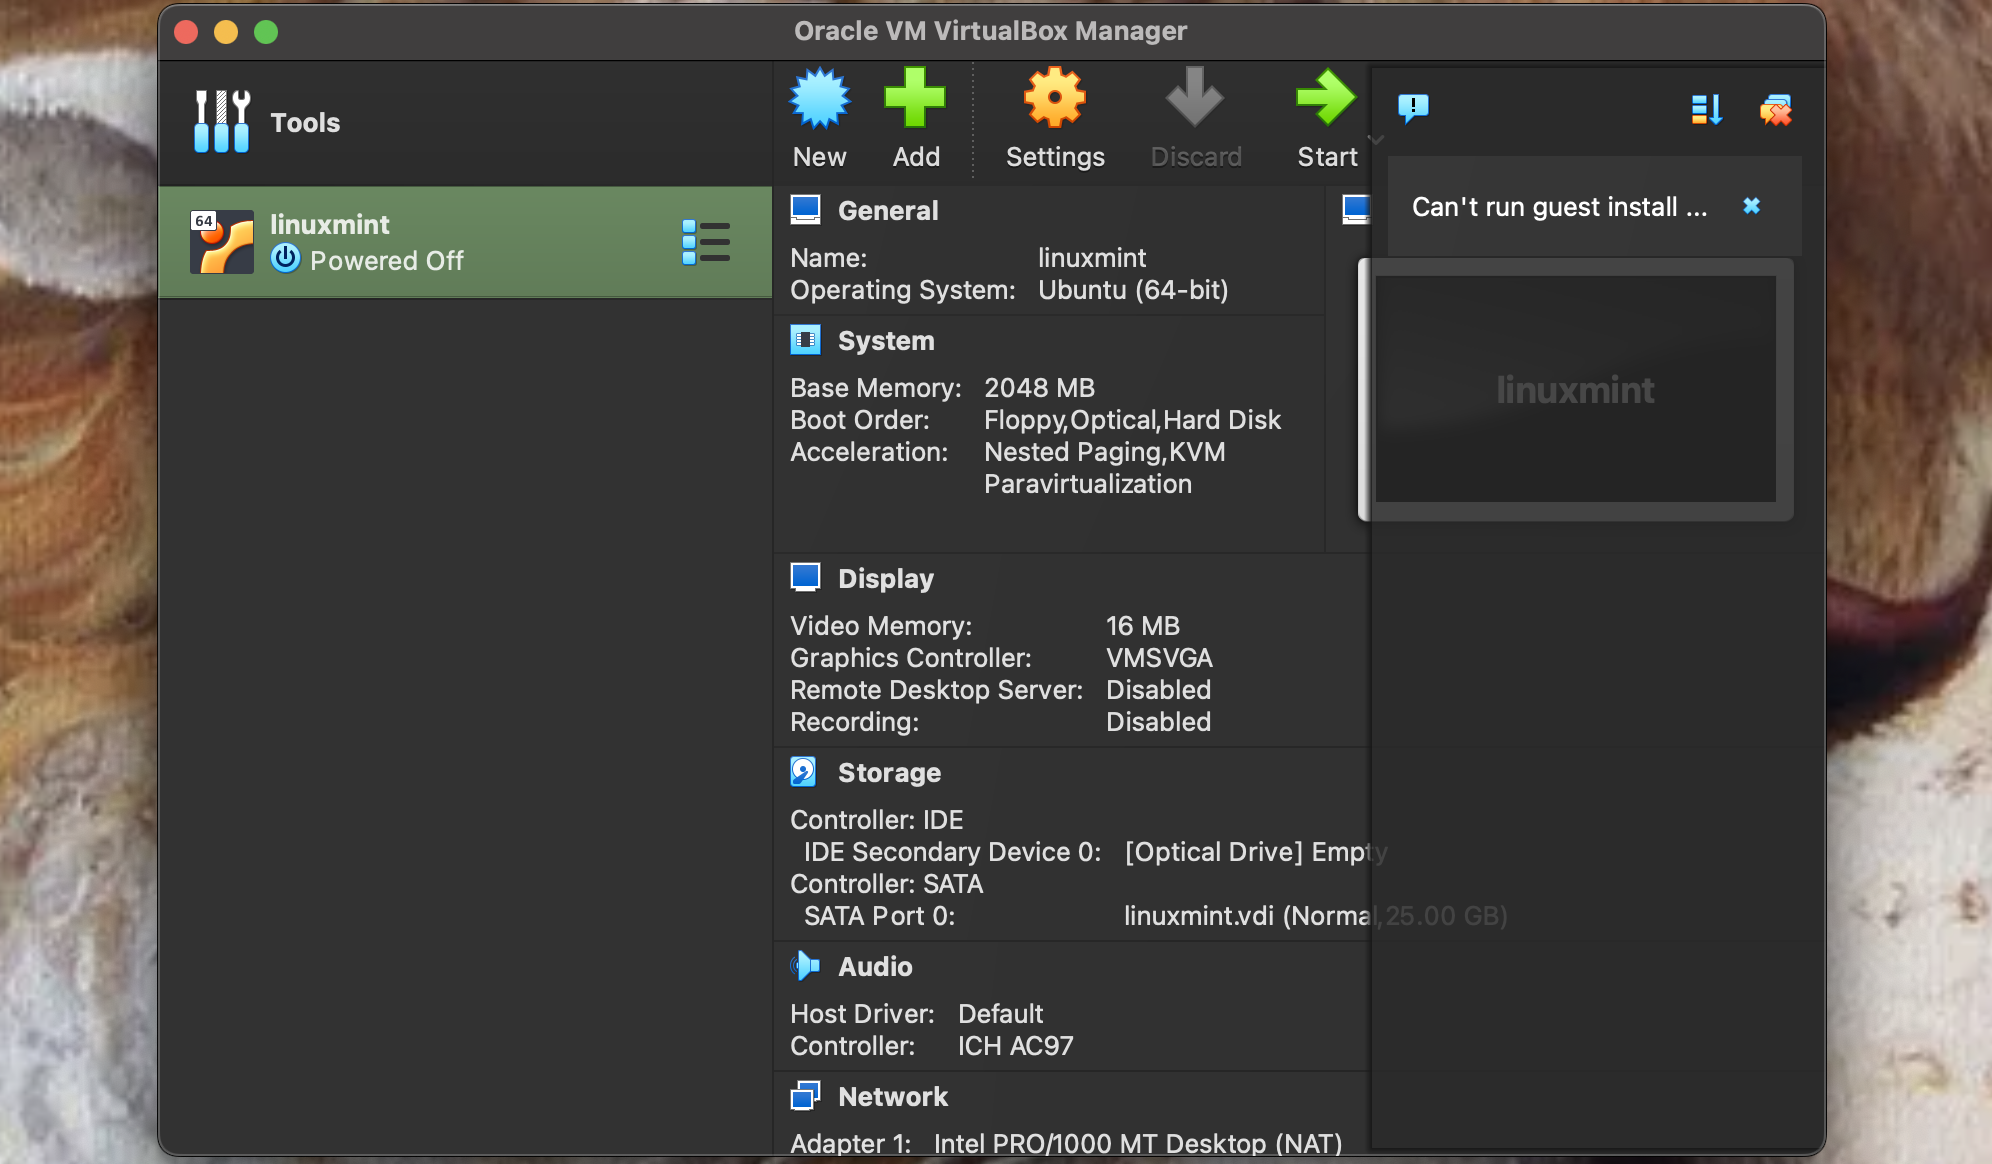 Oracle VM VirtualBox Manager
Tools
New
Add
Settings
Discard
Start
64
linuxmint
Powered Off
General
Name: linuxmint
Operating System: Ubuntu (64-bit)
System
Base Memory: 2048 MB
Boot Order: Floppy,Optical,Hard Disk
Acceleration: Nested Paging,KVM
Paravirtualization
Display
Video Memory: 16 MB
Graphics Controller: VMSVGA
Remote Desktop Server: Disabled
Recording: Disabled
Storage
Controller: IDE
IDE Secondary Device 0: [Optical Drive] Empty
Controller: SATA
SATA Port 0: linuxmint.vdi (Normal,25.00 GB)
Audio
Host Driver: Default
Controller: ICH AC97
Network
Adapter 1: Intel PRO/1000 MT Desktop (NAT)
Can't run guest install ...
linuxmint